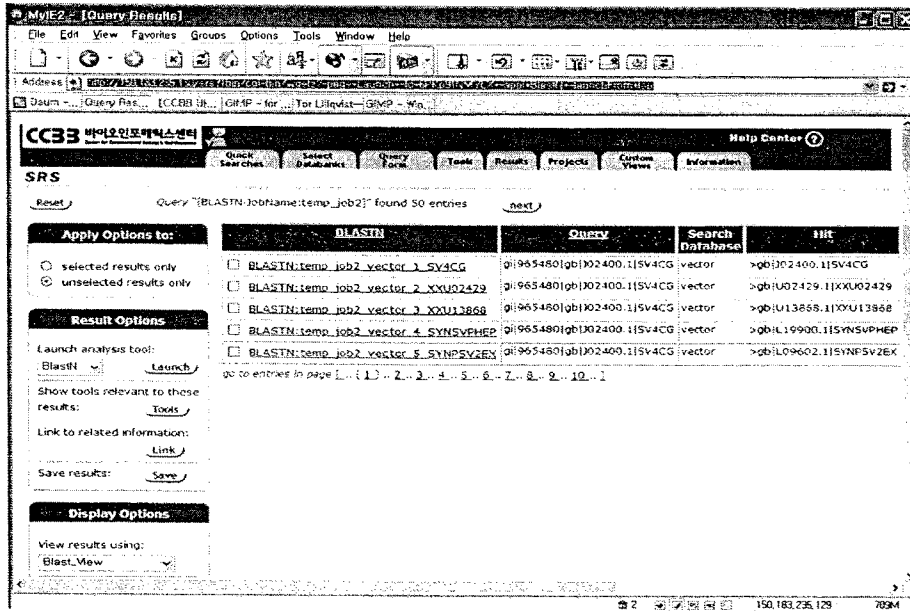 MyIE2 - [Query Results]
File Edit View Favorites Groups Options Tools Window Help
Address
Daum - ... Query Res... [CCBB ... GIMP - for ... Tor Lillqvist—GIMP - Win...
CCBB 바이오인포매틱스센터
Help Center ?
Quick Searches Select Databanks Query Form Tools Results Projects Custom Views Information
SRS
Reset Query "[BLASTN-JobName:temp_job2]" found 50 entries next
Apply Options to:
selected results only
unselected results only
Result Options
Launch analysis tool:
BlastN Launch
Show tools relevant to these results: Tools
Link to related information:
Link
Save results: Save
Display Options
View results using:
Blast_View
BLASTN Query Search Database Hit
BLASTN:temp_job2_vector_1_SV4CG gi|965480|gb|J02400.1|SV4CG vector >gb|J02400.1|SV4CG
BLASTN:temp_job2_vector_2_XXU02429 gi|965480|gb|J02400.1|SV4CG vector >gb|U02429.1|XXU02429
BLASTN:temp_job2_vector_3_XXU13868 gi|965480|gb|J02400.1|SV4CG vector >gb|U13868.1|XXU13868
BLASTN:temp_job2_vector_4_SYNSVPHEP gi|965480|gb|J02400.1|SV4CG vector >gb|L19900.1|SYNSVPHEP
BLASTN:temp_job2_vector_5_SYNPSV2EX gi|965480|gb|J02400.1|SV4CG vector >gb|L09602.1|SYNPSV2EX
go to entries in page [ .. [ 1 ] .. 2 .. 3 .. 4 .. 5 .. 6 .. 7 .. 8 .. 9 .. 10 .. ]
2 150,183,235,129 709M